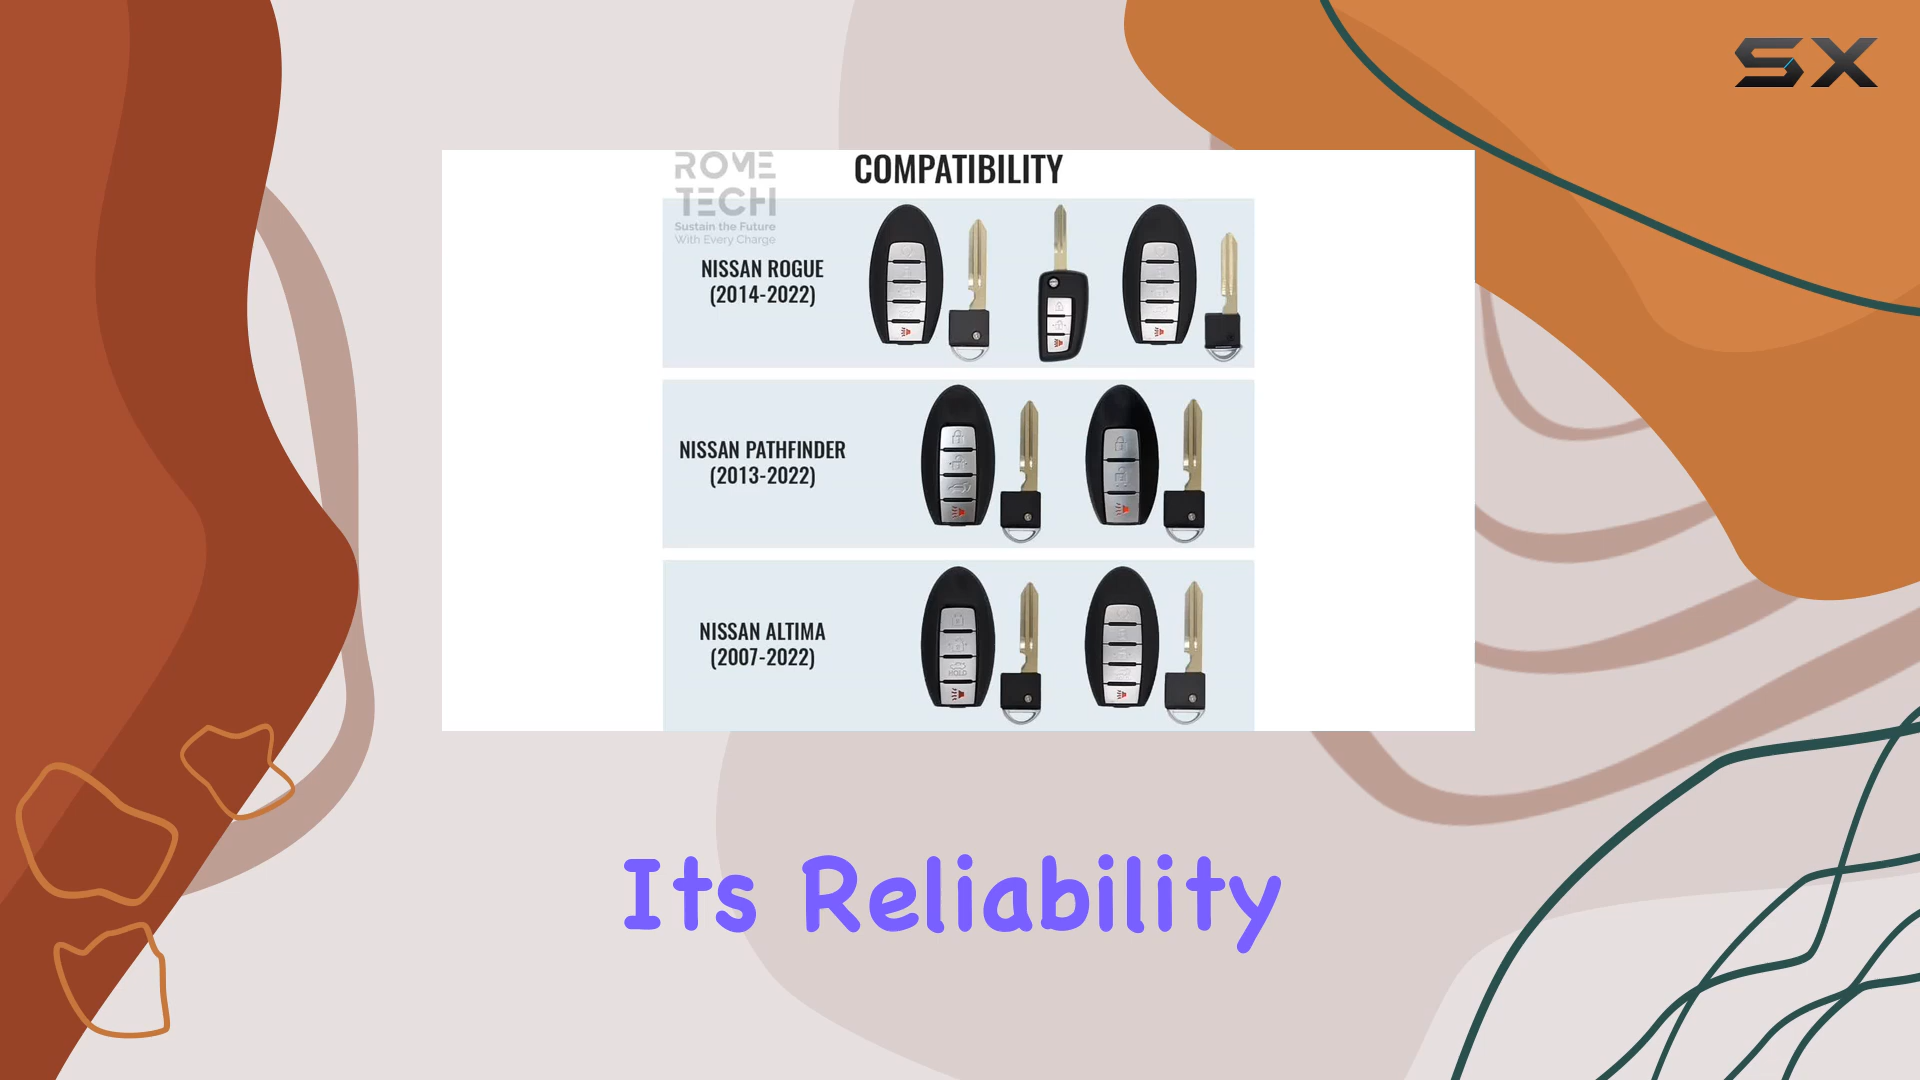 SX
ROME
TECH
Sustain the Future
With Every Charge
COMPATIBILITY
NISSAN ROGUE
(2014-2022)
NISSAN PATHFINDER
(2013-2022)
NISSAN ALTIMA
(2007-2022)
HOLD
Its Reliability